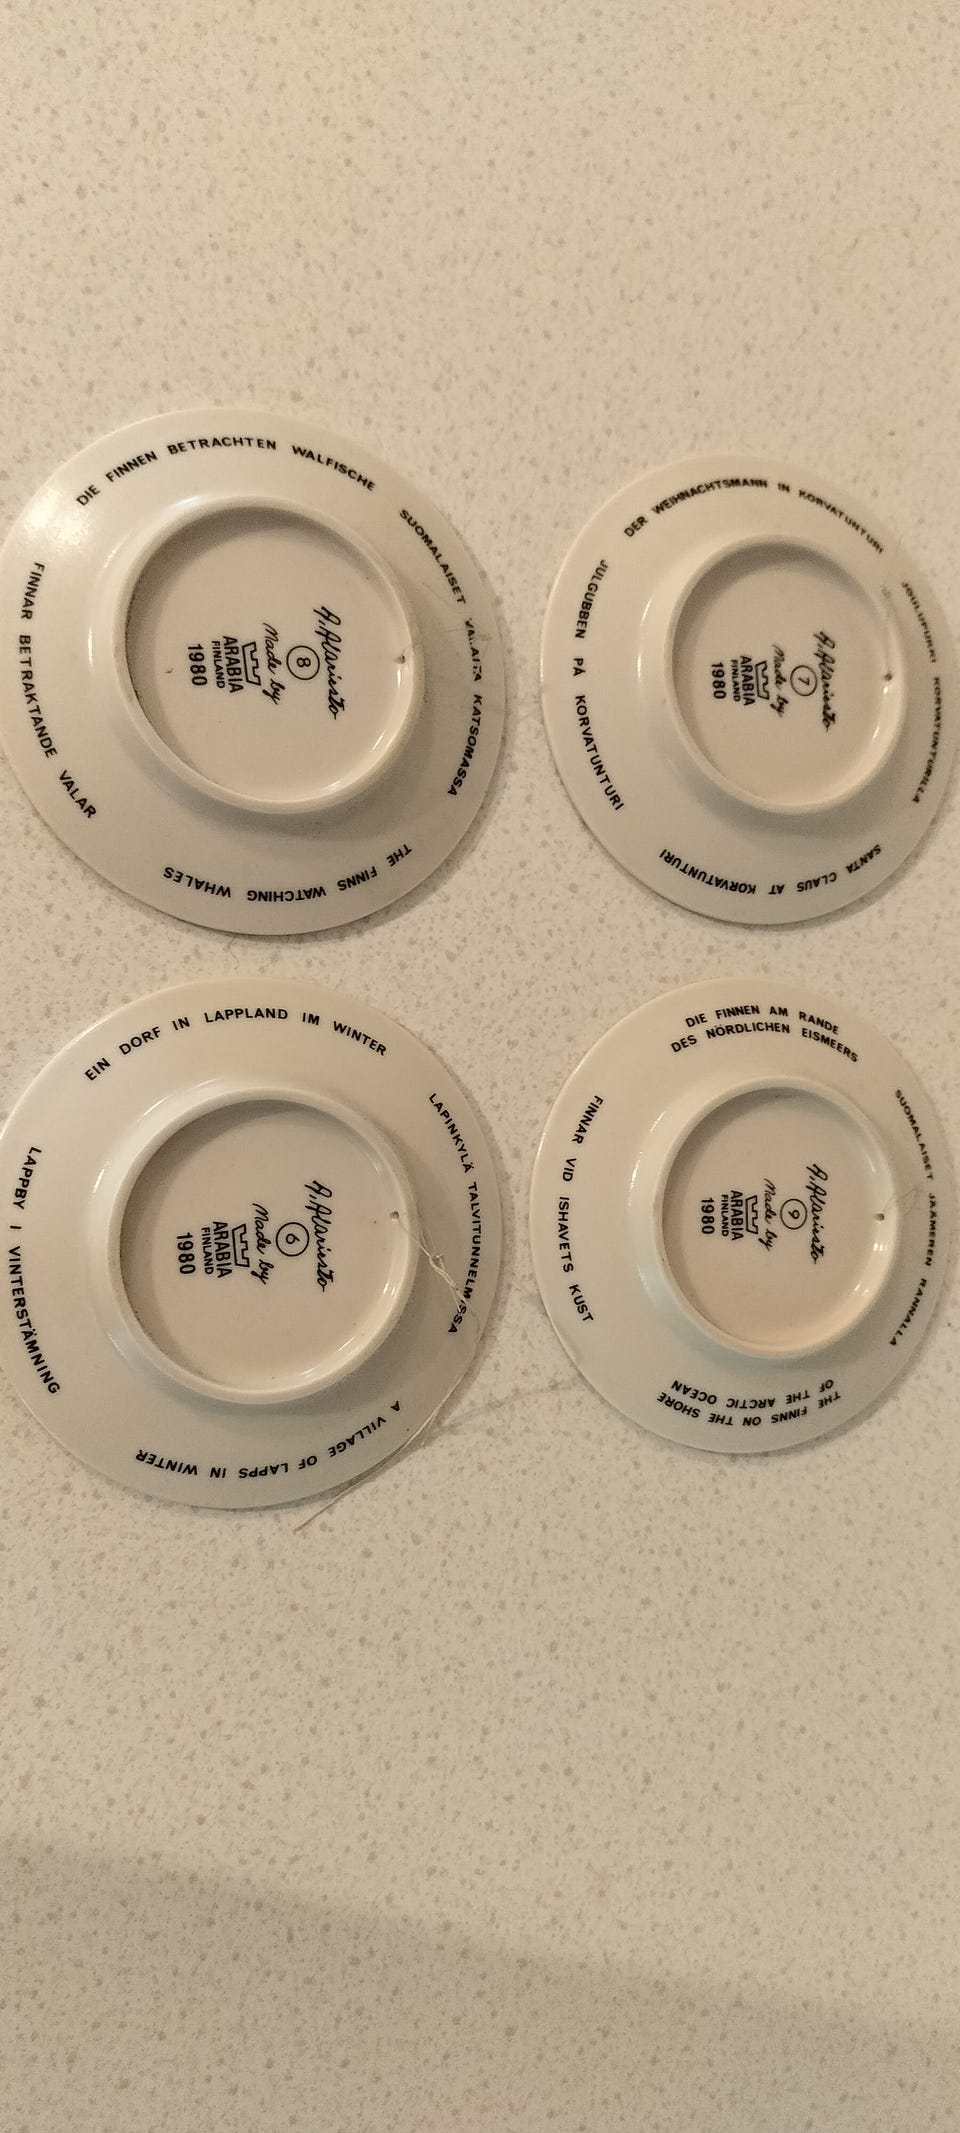 SUOMALAISET VALAITA KATSOMASSA
THE FINNS WATCHING WHALES
FINNAR BETRAKTANDE VALAR
DIE FINNEN BETRACHTEN WALFISCHE
A. Alariesto
8
Made by
ARABIA
FINLAND
1980
JOULUPUKKI KORVATUNTURILLA
SANTA CLAUS AT KORVATUNTURI
JULGUBBEN PÅ KORVATUNTURI
DER WEIHNACHTSMANN IN KORVATUNTURI
A. Alariesto
7
Made by
ARABIA
FINLAND
1980
LAPINKYLÄ TALVITUNNELMISSA
A VILLAGE OF LAPPS IN WINTER
LAPPBY I VINTERSTÄMNING
EIN DORF IN LAPPLAND IM WINTER
A. Alariesto
6
Made by
ARABIA
FINLAND
1980
SUOMALAISET JÄÄMEREN RANNALLA
THE FINNS ON THE SHORE
OF THE ARCTIC OCEAN
FINNAR VID ISHAVETS KUST
DIE FINNEN AM RANDE
DES NÖRDLICHEN EISMEERS
A. Alariesto
9
Made by
ARABIA
FINLAND
1980